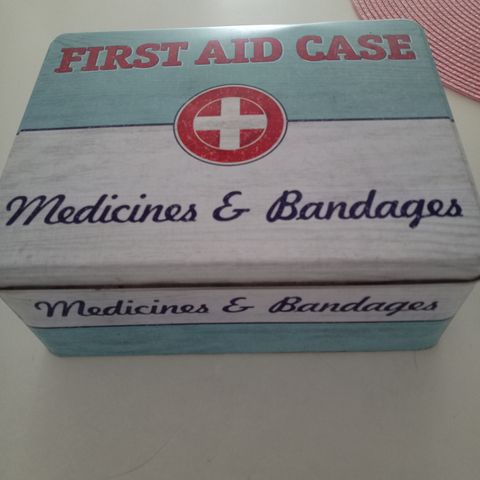 FIRST AID CASE
Medicines & Bandages
Medicines & Bandages